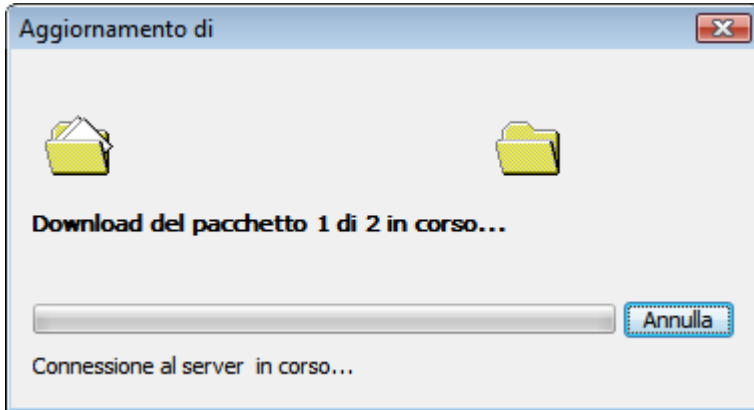 Aggiornamento di
Download del pacchetto 1 di 2 in corso...
Annulla
Connessione al server in corso...